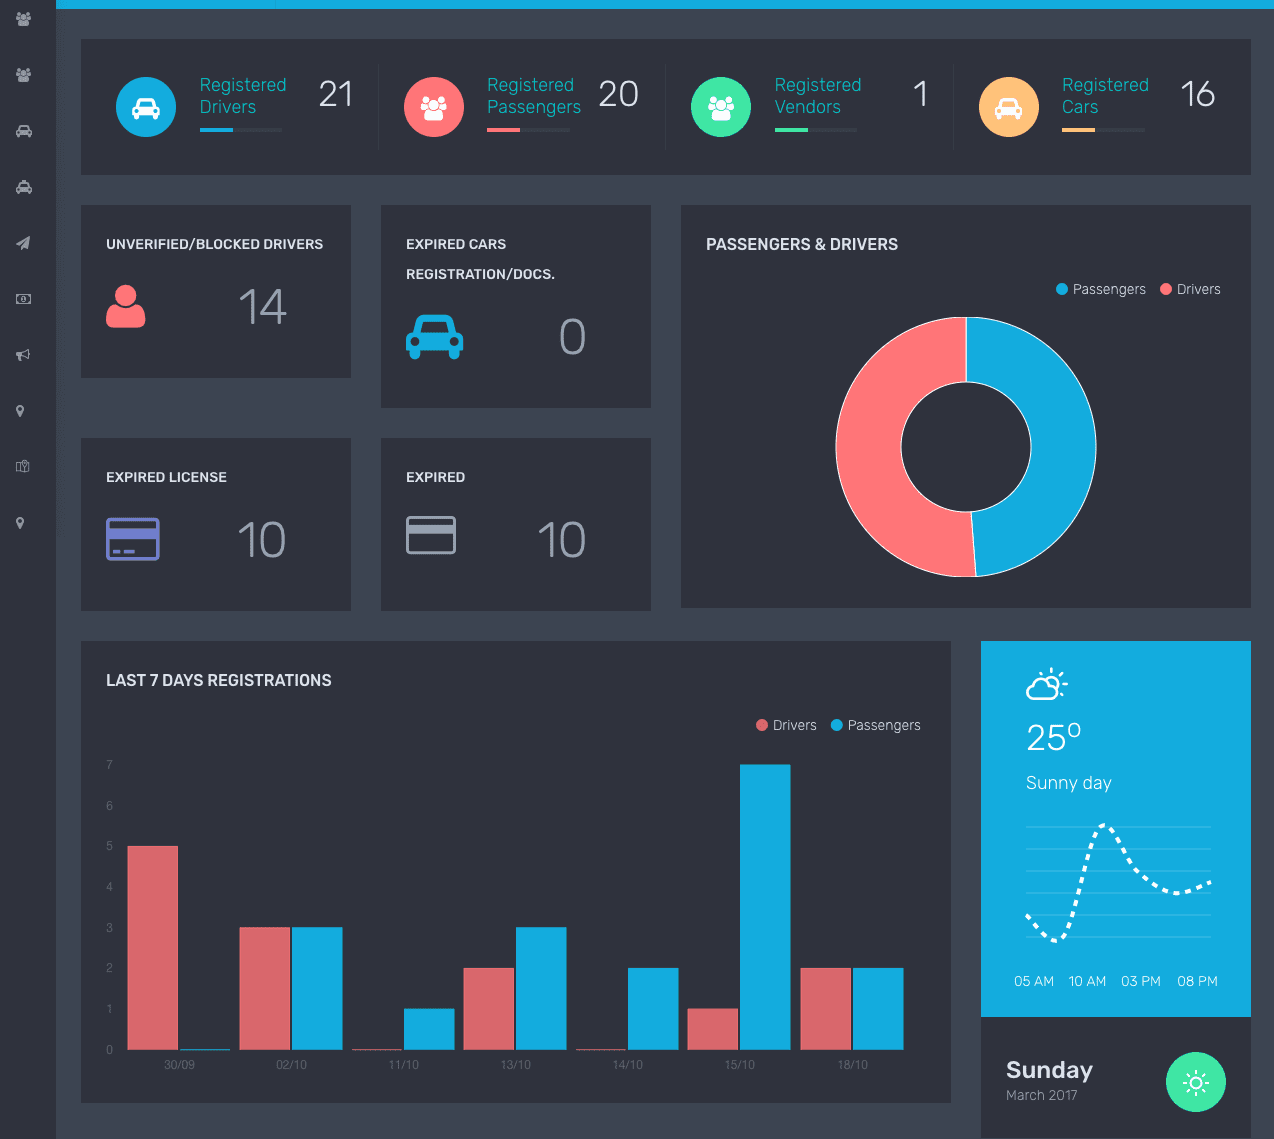 Registered
Drivers
21
Registered
Passengers
20
Registered
Vendors
1
Registered
Cars
16
UNVERIFIED/BLOCKED DRIVERS
14
EXPIRED CARS
REGISTRATION/DOCS.
0
PASSENGERS & DRIVERS
Passengers Drivers
EXPIRED LICENSE
10
EXPIRED
10
LAST 7 DAYS REGISTRATIONS
Drivers Passengers
7
6
5
4
3
2
1
0
30/09 02/10 11/10 13/10 14/10 15/10 18/10
25º
Sunny day
05 AM 10 AM 03 PM 08 PM
Sunday
March 2017